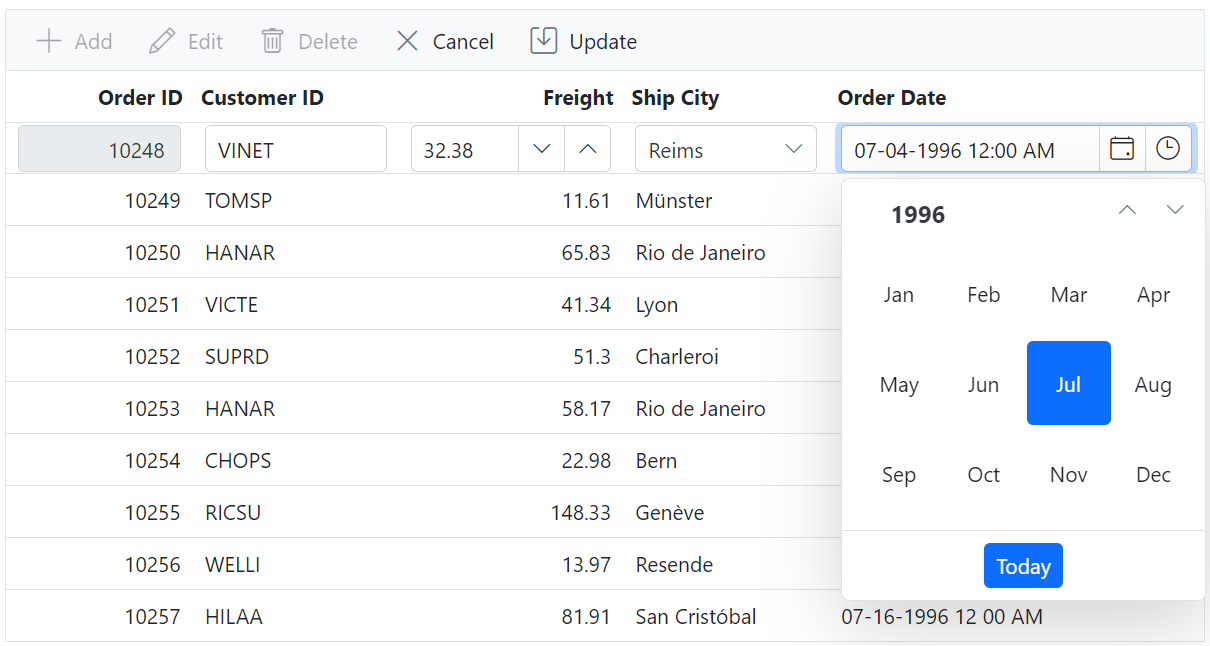 Add Edit Delete Cancel Update
Order ID Customer ID Freight Ship City Order Date
10248 VINET 32.38 Reims 07-04-1996 12:00 AM
10249 TOMSP 11.61 Münster
10250 HANAR 65.83 Rio de Janeiro
10251 VICTE 41.34 Lyon
10252 SUPRD 51.3 Charleroi
10253 HANAR 58.17 Rio de Janeiro
10254 CHOPS 22.98 Bern
10255 RICSU 148.33 Genève
10256 WELLI 13.97 Resende
10257 HILAA 81.91 San Cristóbal 07-16-1996 12 00 AM
1996
Jan Feb Mar Apr
May Jun Jul Aug
Sep Oct Nov Dec
Today